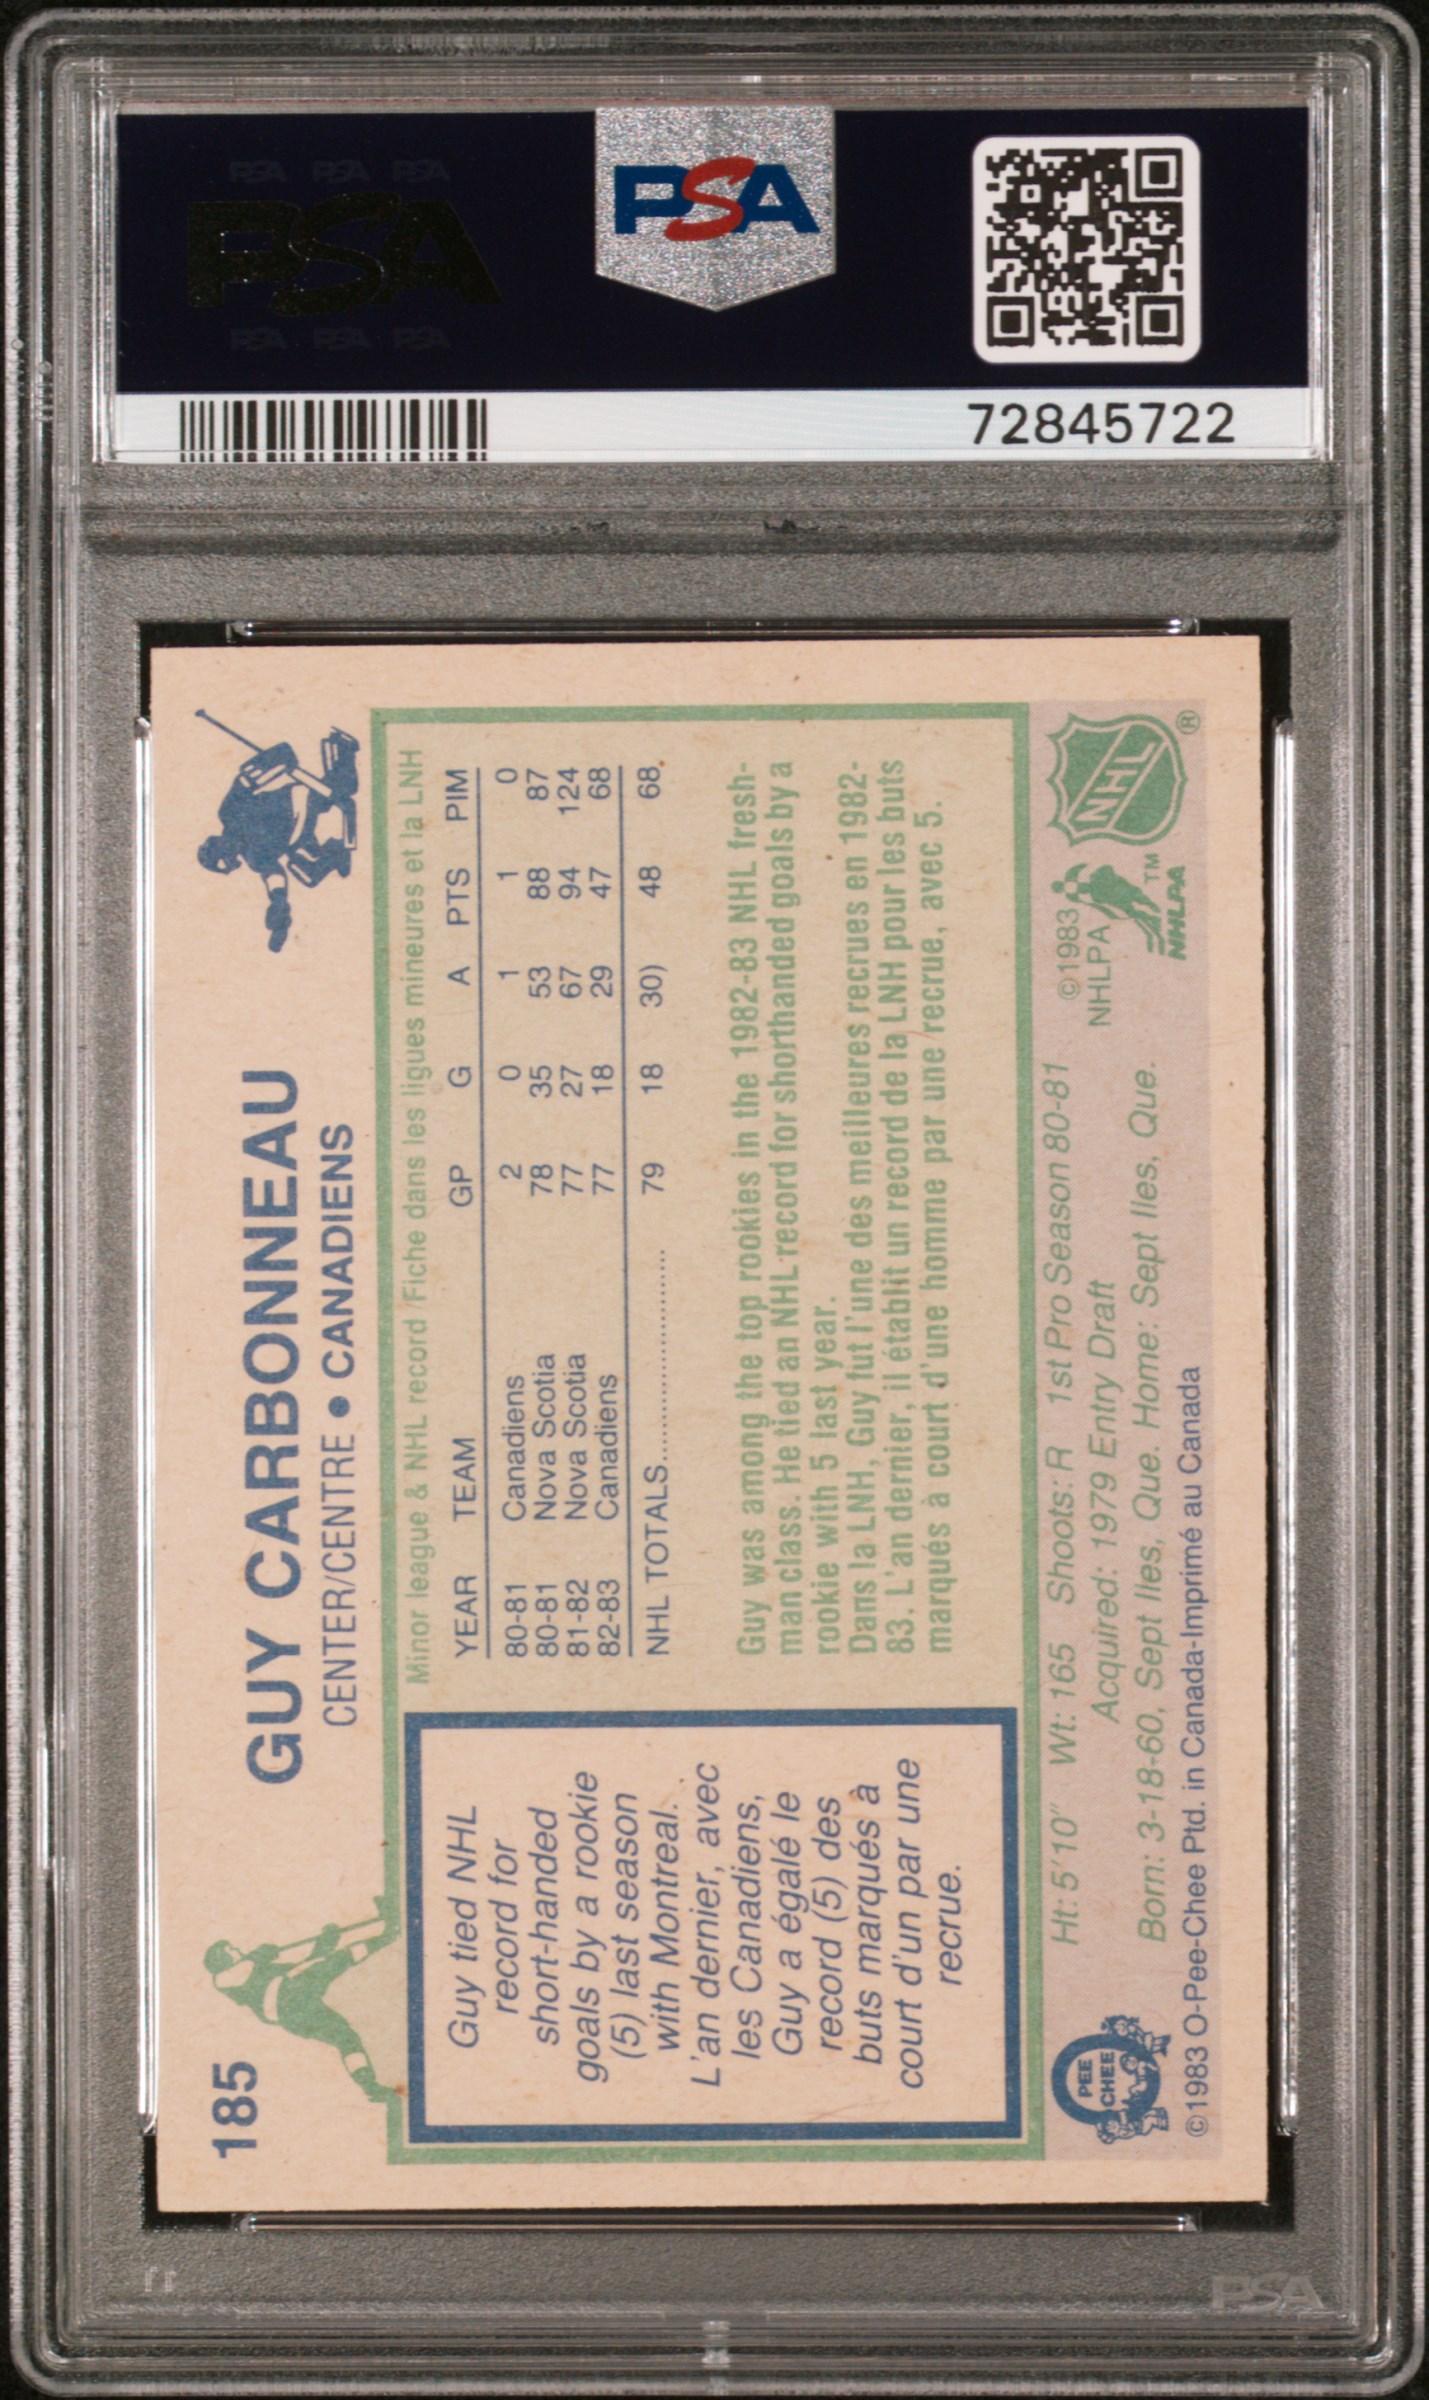 PSA PSA PSA
PSA
PSA PSA PSA
PSA
72845722
185
GUY CARBONNEAU
CENTER/CENTRE • CANADIENS
Minor league & NHL record /Fiche dans les ligues mineures et la LNH
YEAR TEAM GP G A PTS PIM
80-81 Canadiens 2 0 1 1 0
80-81 Nova Scotia 78 35 53 88 87
81-82 Nova Scotia 77 27 67 94 124
82-83 Canadiens 77 18 29 47 68
NHL TOTALS.................... 79 18 30) 48 68
Guy was among the top rookies in the 1982-83 NHL fresh-
man class. He tied an NHL record for shorthanded goals by a
rookie with 5 last year.
Dans la LNH, Guy fut l'une des meilleures recrues en 1982-
83. L'an dernier, il établit un record de la LNH pour les buts
marqués à court d'une homme par une recrue, avec 5.
Guy tied NHL
record for
short-handed
goals by a rookie
(5) last season
with Montreal.
L'an dernier, avec
les Canadiens,
Guy a égalé le
record (5) des
buts marqués à
court d'un par une
recrue.
Ht: 5'10" Wt: 165 Shoots: R 1st Pro Season 80-81
Acquired: 1979 Entry Draft
Born: 3-18-60, Sept Iles, Que. Home: Sept Iles, Que.
©1983 O-Pee-Chee Ptd. in Canada-Imprimé au Canada
O PEE CHEE
©1983
NHLPA
NHLPA TM
NHL ®
PSA